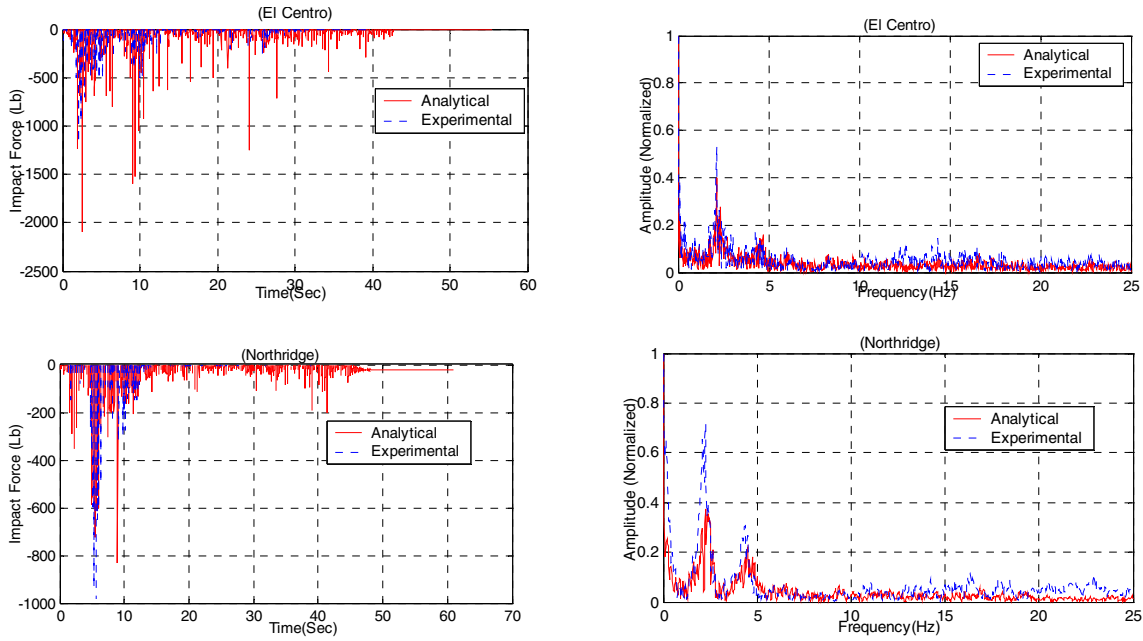 (El Centro)
0
-500
-1000
-1500
-2000
-2500
Impact Force (Lb)
Analytical
Experimental
0 10 20 30 40 50 60
Time(Sec)
(El Centro)
1
0.8
0.6
0.4
0.2
0
Amplitude (Normalized)
Analytical
Experimental
0 5 10 15 20 25
Frequency(Hz)
(Northridge)
0
-200
-400
-600
-800
-1000
Impact Force (Lb)
Analytical
Experimental
0 10 20 30 40 50 60 70
Time(Sec)
(Northridge)
1
0.8
0.6
0.4
0.2
0
Amplitude (Normalized)
Analytical
Experimental
0 5 10 15 20 25
Frequency(Hz)